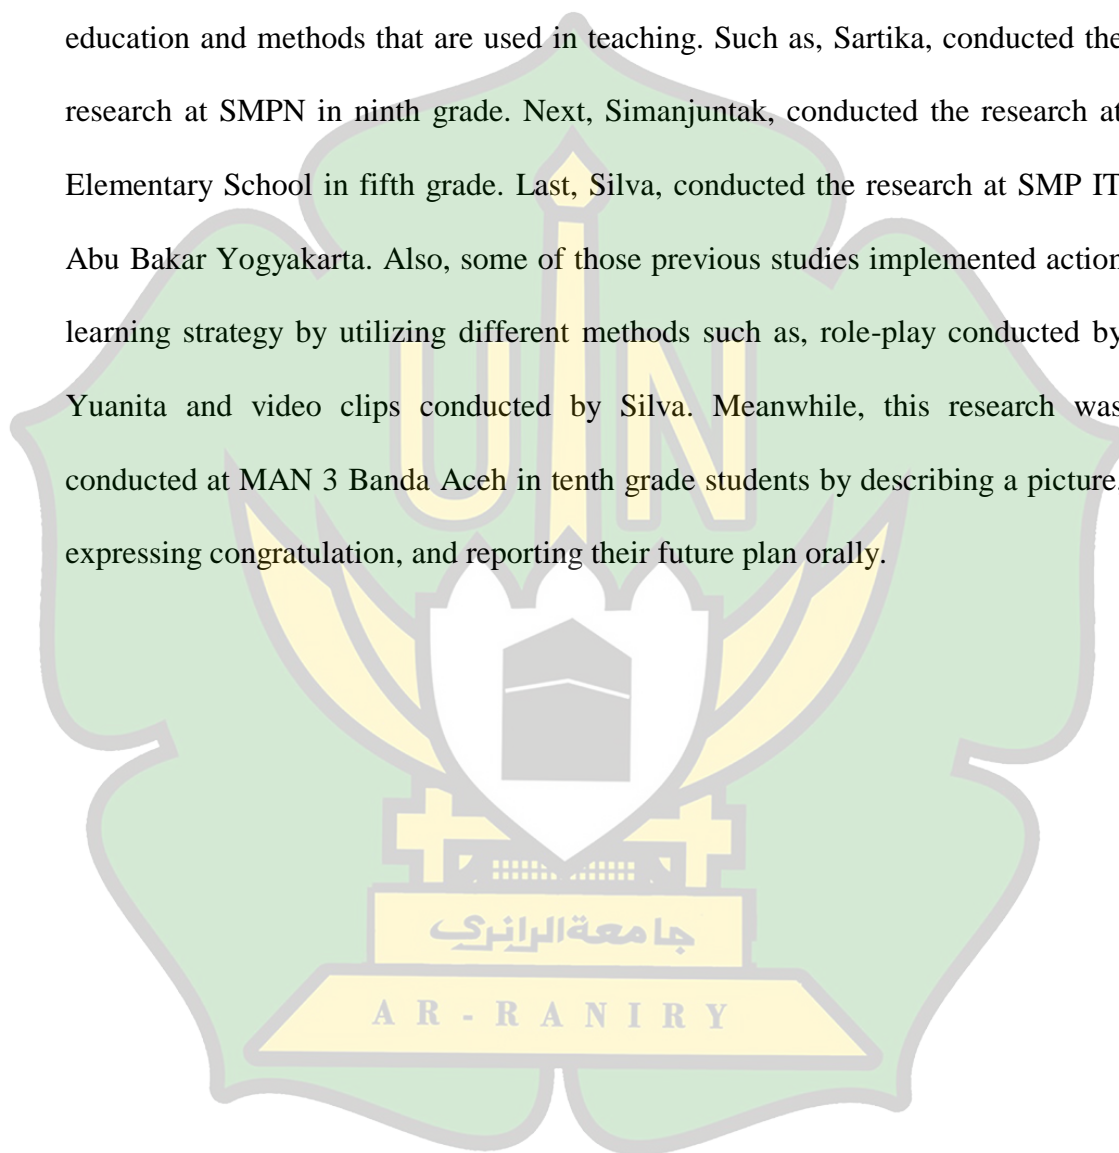 education and methods that are used in teaching. Such as, Sartika, conducted the
research at SMPN in ninth grade. Next, Simanjuntak, conducted the research at
Elementary School in fifth grade. Last, Silva, conducted the research at SMP IT
Abu Bakar Yogyakarta. Also, some of those previous studies implemented action
learning strategy by utilizing different methods such as, role-play conducted by
Yuanita and video clips conducted by Silva. Meanwhile, this research was
conducted at MAN 3 Banda Aceh in tenth grade students by describing a picture,
expressing congratulation, and reporting their future plan orally.
UIN
جامعة الرانري
AR-RANIRY